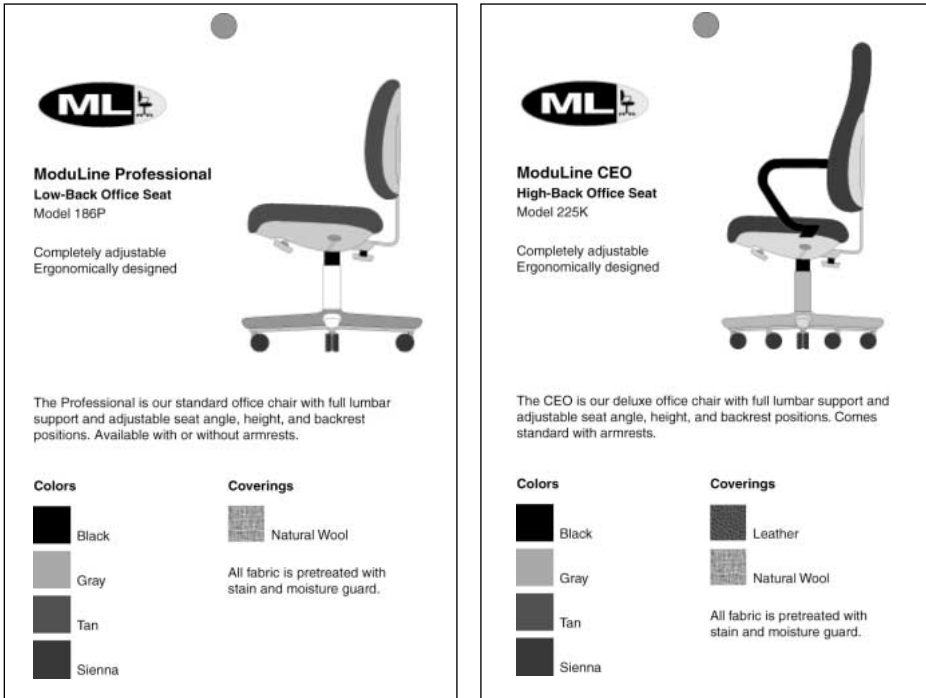 ML
ModuLine Professional
Low-Back Office Seat
Model 186P
Completely adjustable
Ergonomically designed
The Professional is our standard office chair with full lumbar
support and adjustable seat angle, height, and backrest
positions. Available with or without armrests.
Colors
Black
Gray
Tan
Sienna
Coverings
Natural Wool
All fabric is pretreated with
stain and moisture guard.
ML
ModuLine CEO
High-Back Office Seat
Model 225K
Completely adjustable
Ergonomically designed
The CEO is our deluxe office chair with full lumbar support and
adjustable seat angle, height, and backrest positions. Comes
standard with armrests.
Colors
Black
Gray
Tan
Sienna
Coverings
Leather
Natural Wool
All fabric is pretreated with
stain and moisture guard.